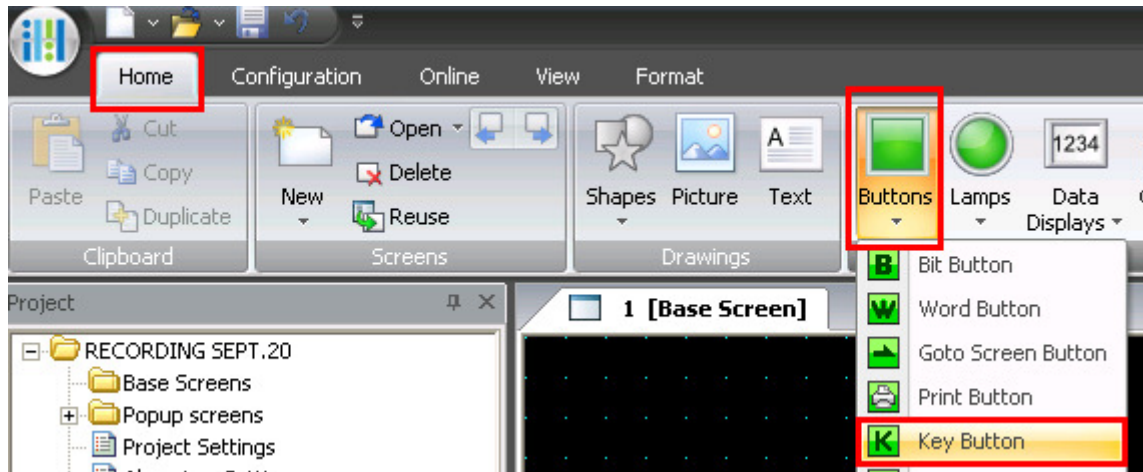 Home Configuration Online View Format
Cut
Copy
Duplicate
Paste
Clipboard
New
Open
Delete
Reuse
Screens
Shapes Picture Text
Drawings
Buttons Lamps Data Displays
1234
Project
1 [Base Screen]
RECORDING SEPT.20
Base Screens
Popup screens
Project Settings
B Bit Button
W Word Button
Goto Screen Button
Print Button
K Key Button